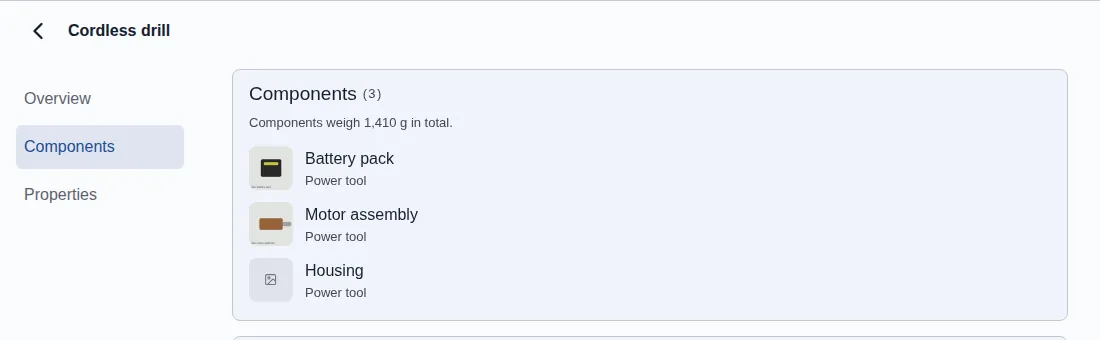 Cordless drill
Overview
Components
Properties
Components (3)
Components weigh 1,410 g in total.
Battery pack
Power tool
Motor assembly
Power tool
Housing
Power tool